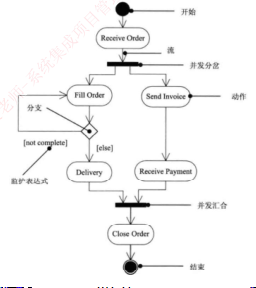 开始
Receive Order
流
并发分岔
Fill Order
Send Invoice
动作
分支
[not complete]
[else]
监护表达式
Delivery
Receive Payment
并发汇合
Close Order
结束